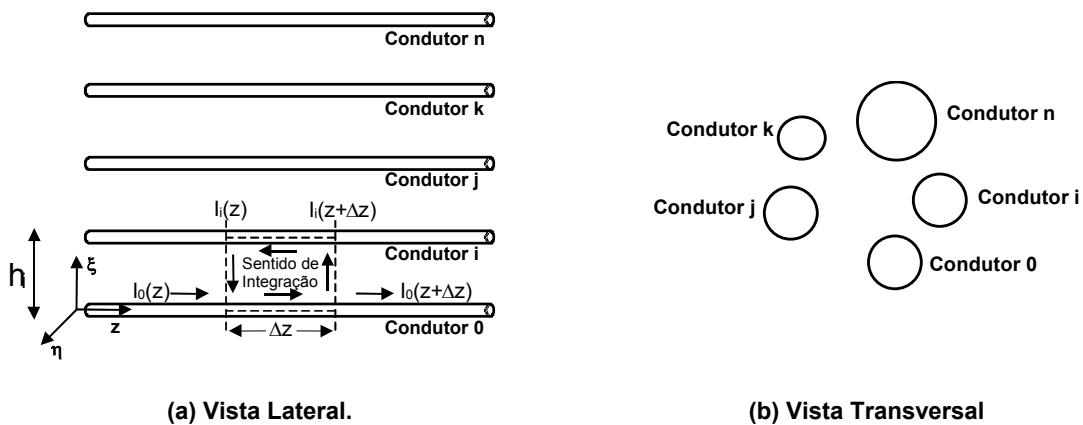 Condutor n
Condutor k
Condutor j
Iᵢ(z) Iᵢ(z+Δz)
Condutor i
hᵢ
ξ
Sentido de
Integração
I₀(z) I₀(z+Δz)
z
Condutor 0
η
Δz
(a) Vista Lateral.
Condutor n
Condutor k
Condutor i
Condutor j
Condutor 0
(b) Vista Transversal